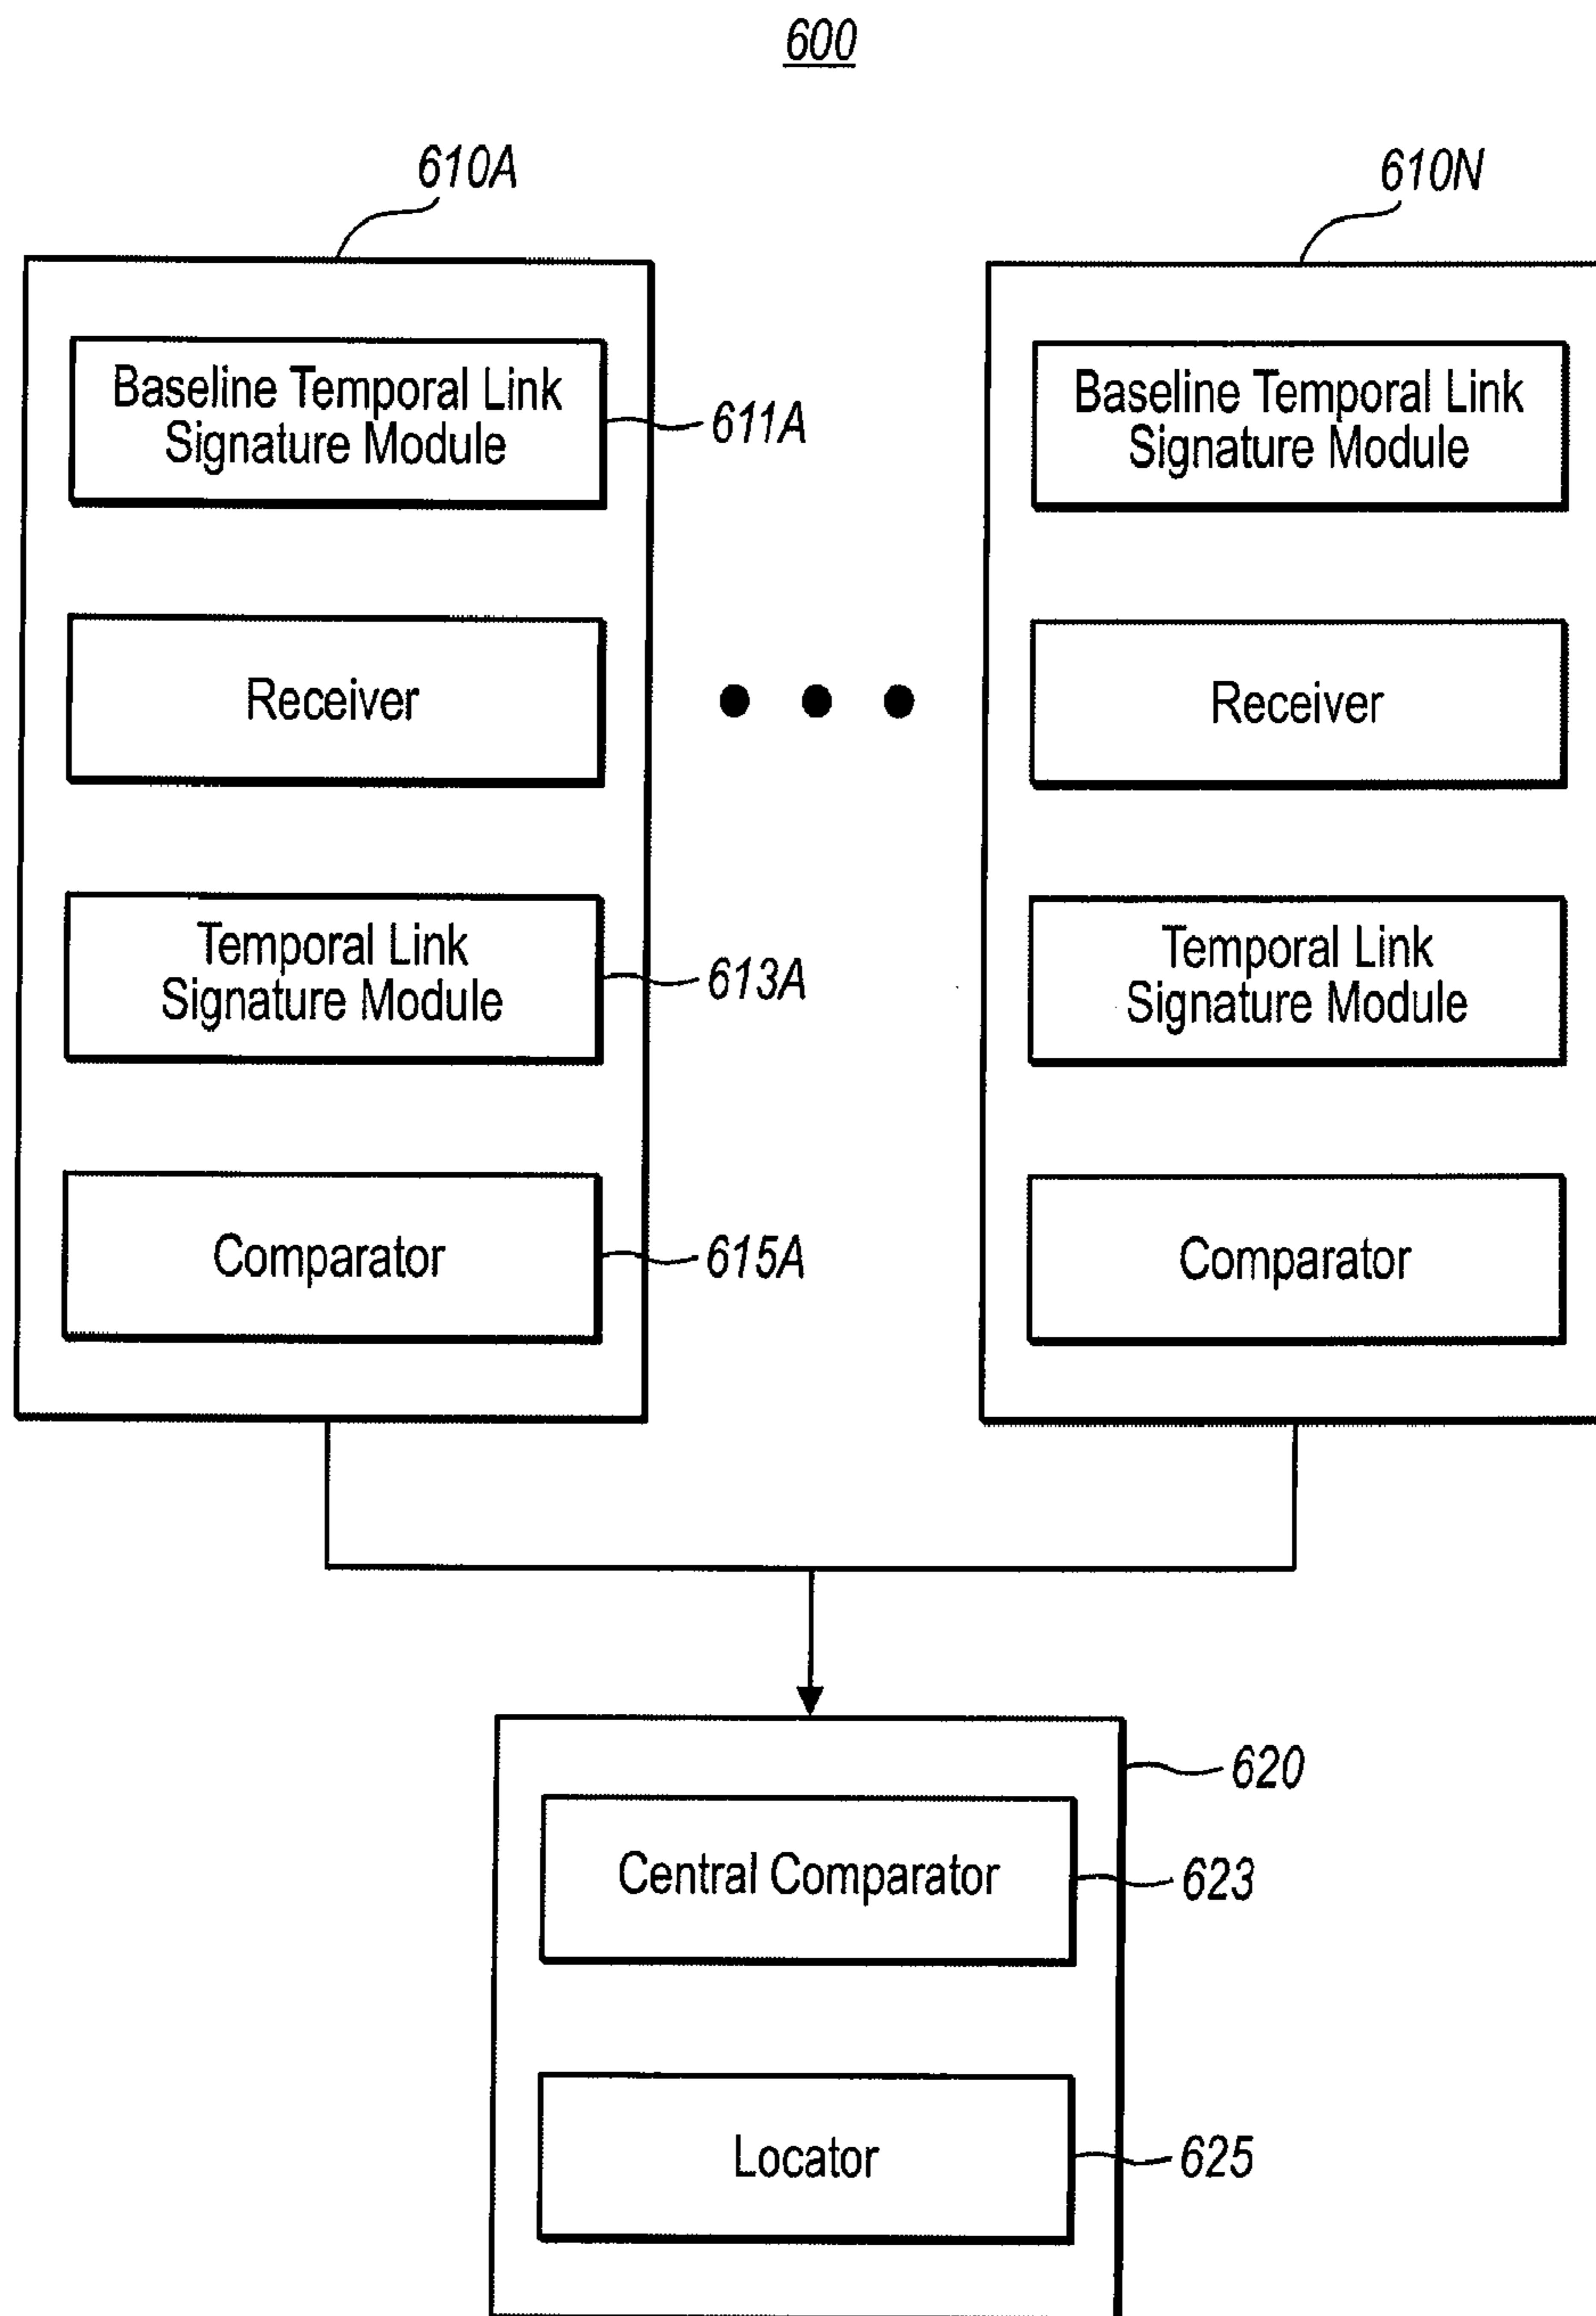 600
610A
610N
Baseline Temporal Link
Signature Module
611A
Baseline Temporal Link
Signature Module
Receiver
Receiver
Temporal Link
Signature Module
613A
Temporal Link
Signature Module
Comparator
615A
Comparator
620
Central Comparator
623
Locator
625